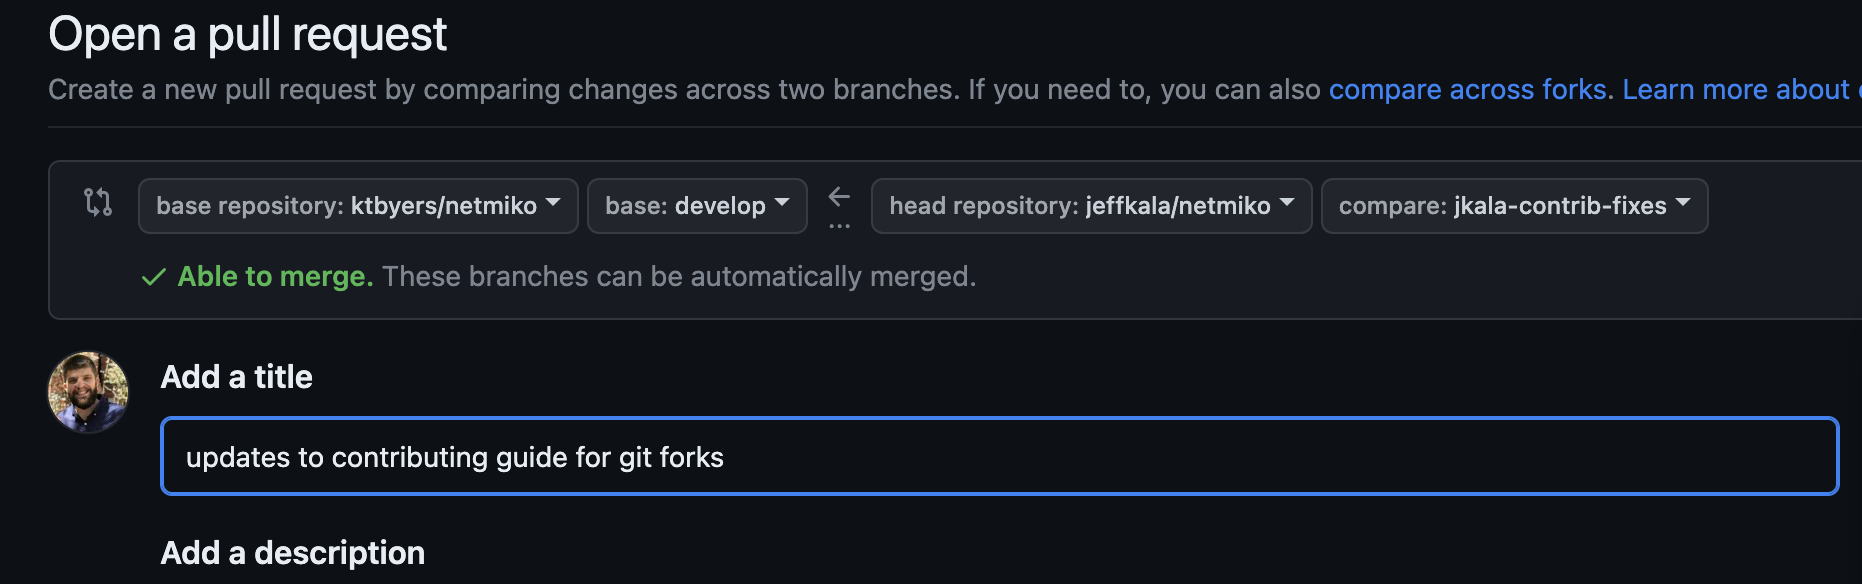 Open a pull request
Create a new pull request by comparing changes across two branches. If you need to, you can also compare across forks. Learn more about
base repository: ktbyers/netmiko base: develop ... head repository: jeffkala/netmiko compare: jkala-contrib-fixes
Able to merge. These branches can be automatically merged.
Add a title
updates to contributing guide for git forks
Add a description